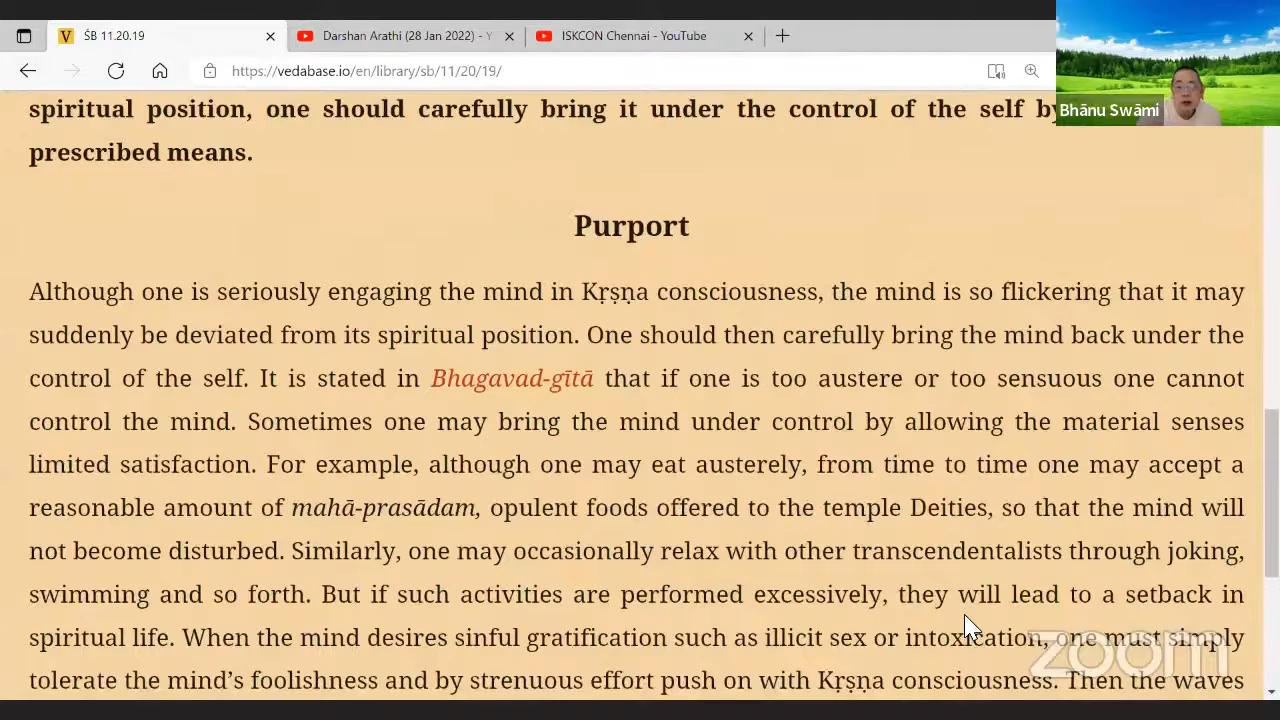 ŚB 11.20.19
Darshan Arathi (28 Jan 2022) - Y
ISKCON Chennai - YouTube
https://vedabase.io/en/library/sb/11/20/19/
Bhānu Swāmi
spiritual position, one should carefully bring it under the control of the self by
prescribed means.
Purport
Although one is seriously engaging the mind in Kṛṣṇa consciousness, the mind is so flickering that it may
suddenly be deviated from its spiritual position. One should then carefully bring the mind back under the
control of the self. It is stated in Bhagavad-gītā that if one is too austere or too sensuous one cannot
control the mind. Sometimes one may bring the mind under control by allowing the material senses
limited satisfaction. For example, although one may eat austerely, from time to time one may accept a
reasonable amount of mahā-prasādam, opulent foods offered to the temple Deities, so that the mind will
not become disturbed. Similarly, one may occasionally relax with other transcendentalists through joking,
swimming and so forth. But if such activities are performed excessively, they will lead to a setback in
spiritual life. When the mind desires sinful gratification such as illicit sex or intoxication, one must simply
tolerate the mind’s foolishness and by strenuous effort push on with Kṛṣṇa consciousness. Then the waves
zoom